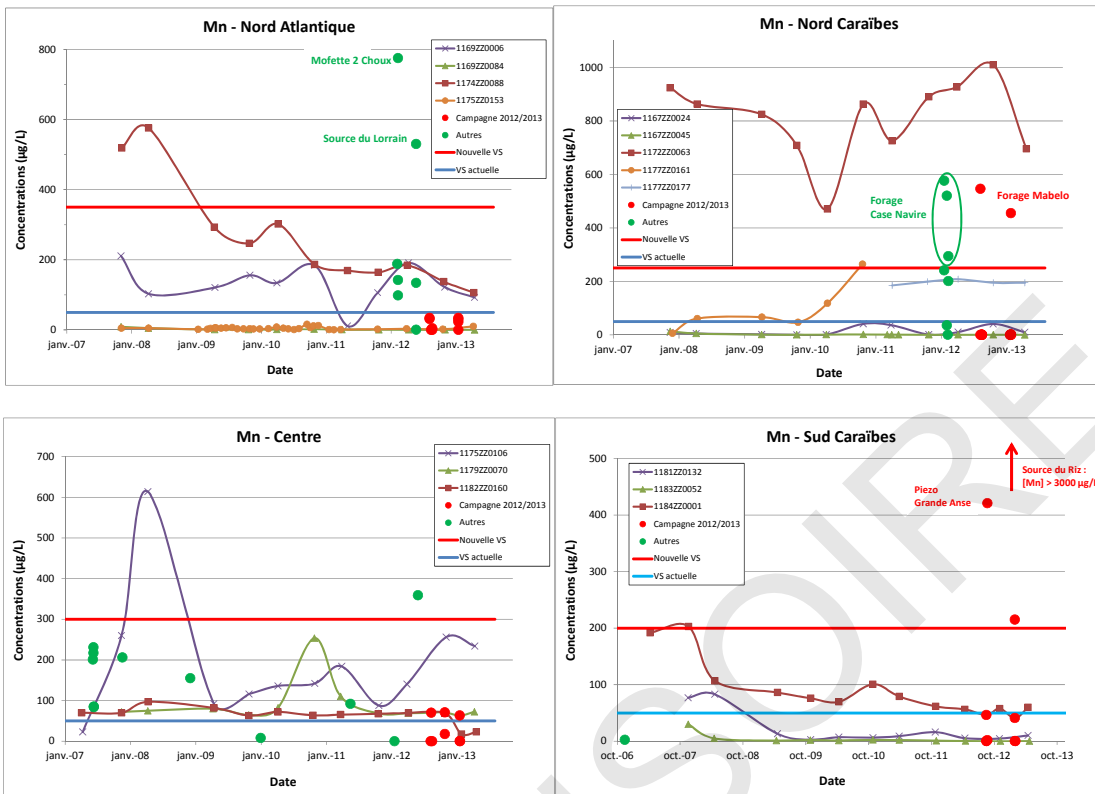 Mn - Nord Atlantique
Concentrations (µg/L)
800
600
400
200
0
janv.-07 janv.-08 janv.-09 janv.-10 janv.-11 janv.-12 janv.-13
Date
Mofette 2 Choux
Source du Lorrain
1169ZZ0006
1169ZZ0084
1174ZZ0088
1175ZZ0153
Campagne 2012/2013
Autres
Nouvelle VS
VS actuelle
Mn - Nord Caraïbes
Concentrations (µg/L)
1000
800
600
400
200
0
janv.-07 janv.-08 janv.-09 janv.-10 janv.-11 janv.-12 janv.-13
Date
1167ZZ0024
1167ZZ0045
1172ZZ0063
1177ZZ0161
1177ZZ0177
Campagne 2012/2013
Autres
Nouvelle VS
VS actuelle
Forage
Case Navire
Forage Mabelo
Mn - Centre
Concentrations (µg/L)
700
600
500
400
300
200
100
0
janv.-07 janv.-08 janv.-09 janv.-10 janv.-11 janv.-12 janv.-13
Date
1175ZZ0106
1179ZZ0070
1182ZZ0160
Campagne 2012/2013
Autres
Nouvelle VS
VS actuelle
Mn - Sud Caraïbes
Concentrations (µg/L)
500
400
300
200
100
0
oct.-06 oct.-07 oct.-08 oct.-09 oct.-10 oct.-11 oct.-12 oct.-13
Date
1181ZZ0132
1183ZZ0052
1184ZZ0001
Campagne 2012/2013
Autres
Nouvelle VS
VS actuelle
Piezo
Grande Anse
Source du Riz :
[Mn] > 3000 µg/L
SOIRE